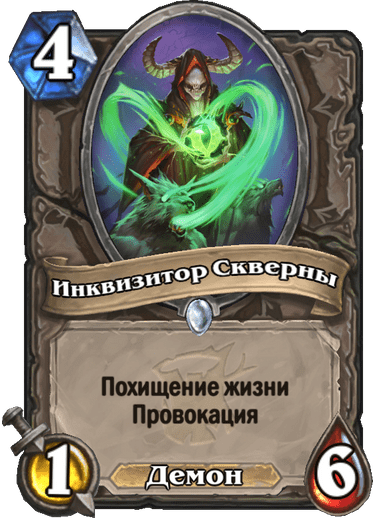 4
Инквизитор Скверны
Похищение жизни
Провокация
1
Демон
6